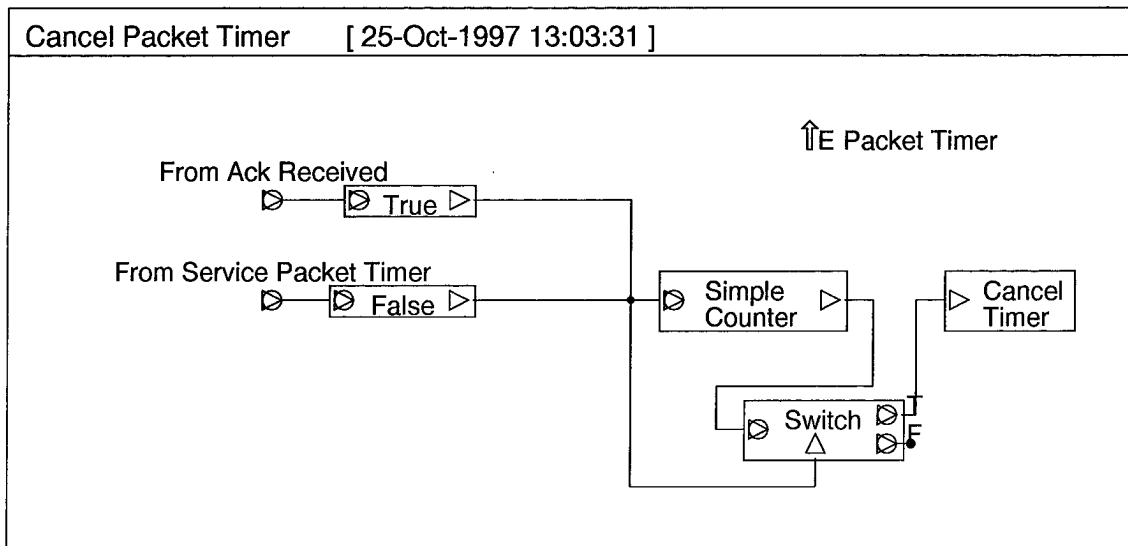 Cancel Packet Timer [ 25-Oct-1997 13:03:31 ]
⇑E Packet Timer
From Ack Received
True
From Service Packet Timer
False
Simple
Counter
Cancel
Timer
T
Switch
F